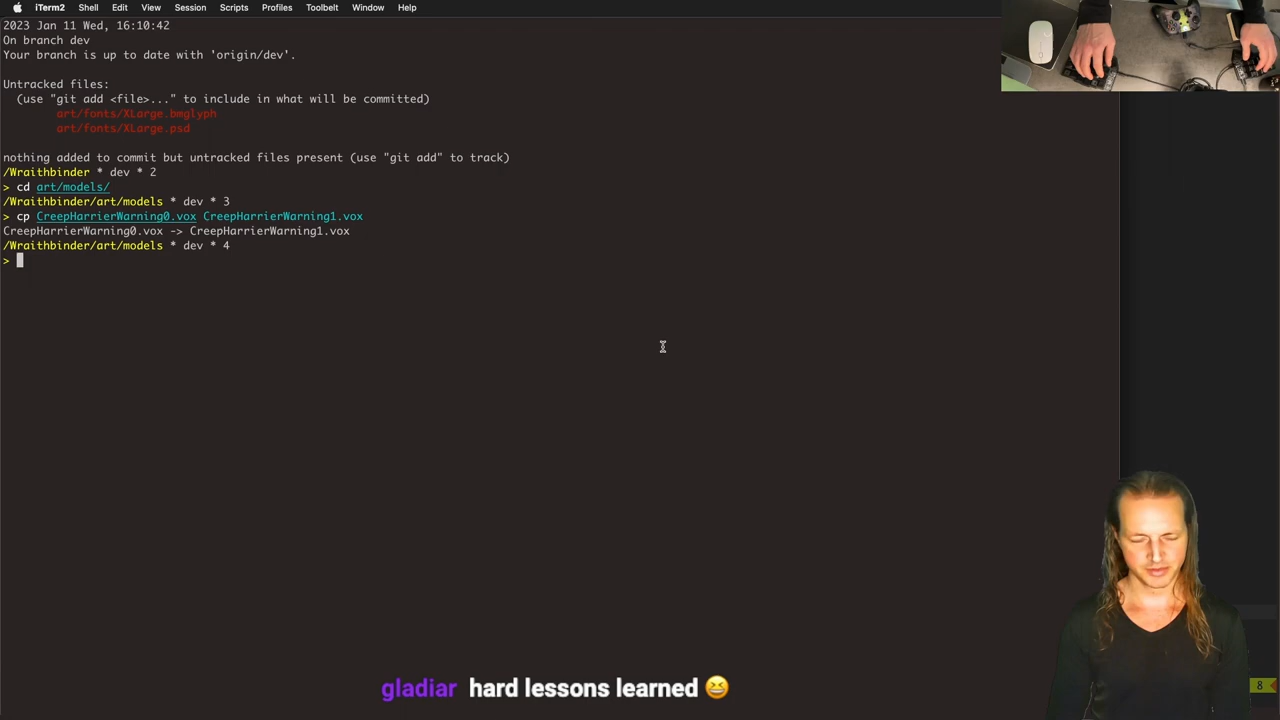 iTerm2 Shell Edit View Session Scripts Profiles Toolbelt Window Help
2023 Jan 11 Wed, 16:10:42
On branch dev
Your branch is up to date with 'origin/dev'.
Untracked files:
(use "git add <file>..." to include in what will be committed)
art/fonts/XLarge.bmglyph
art/fonts/XLarge.psd
nothing added to commit but untracked files present (use "git add" to track)
/Wraithbinder * dev * 2
> cd art/models/
/Wraithbinder/art/models * dev * 3
> cp CreepHarrierWarning0.vox CreepHarrierWarning1.vox
CreepHarrierWarning0.vox -> CreepHarrierWarning1.vox
/Wraithbinder/art/models * dev * 4
>
8
gladiar hard lessons learned 😆